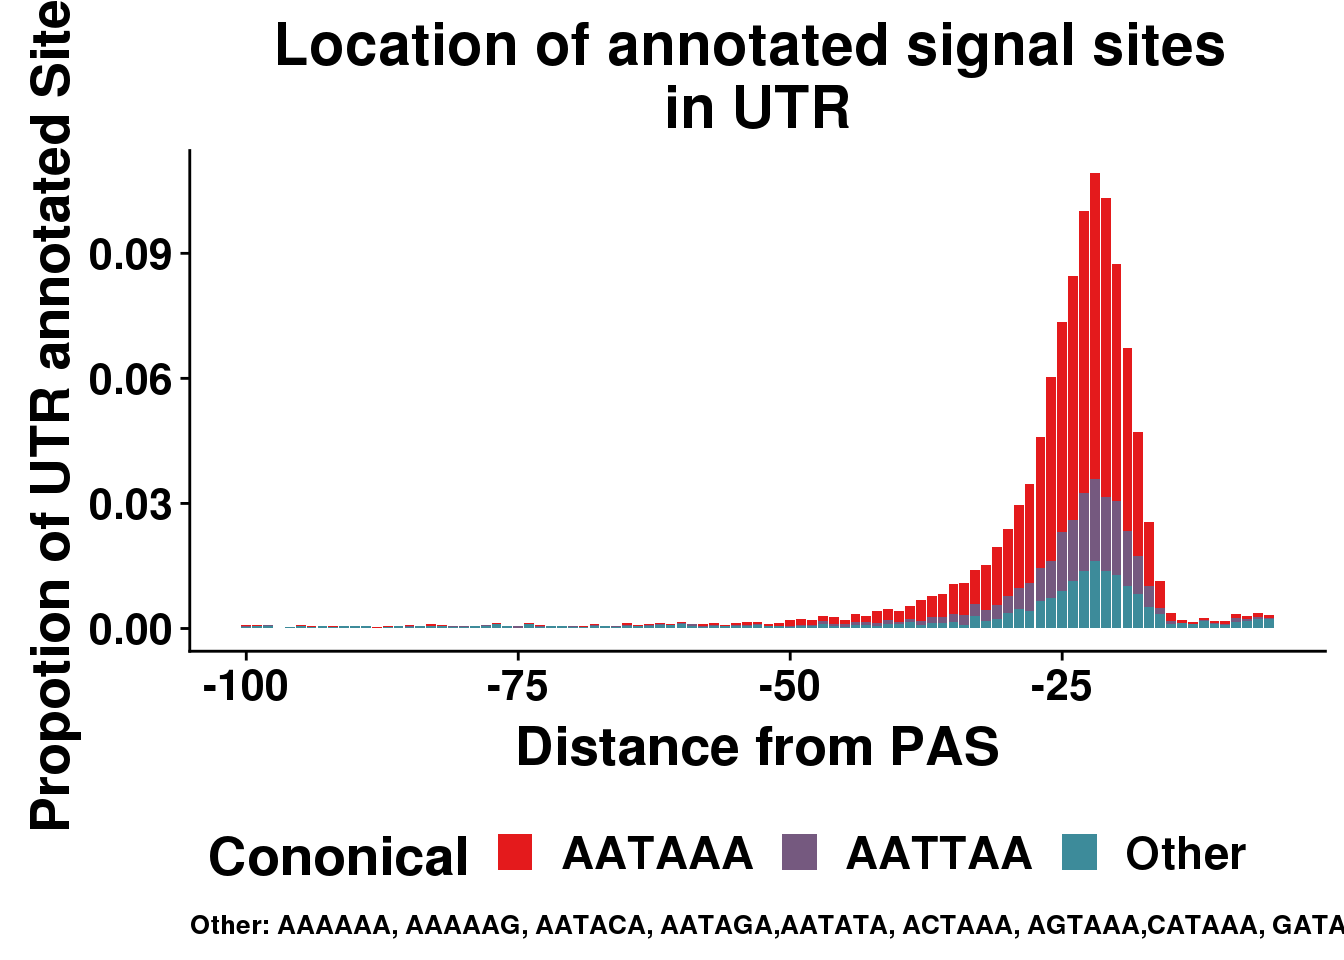 Location of annotated signal sites
in UTR
Propotion of UTR annotated Site
0.09
0.06
0.03
0.00
-100 -75 -50 -25
Distance from PAS
Cononical AATAAA AATTAA Other
Other: AAAAAA, AAAAAG, AATACA, AATAGA,AATATA, ACTAAA, AGTAAA,CATAAA, GATA